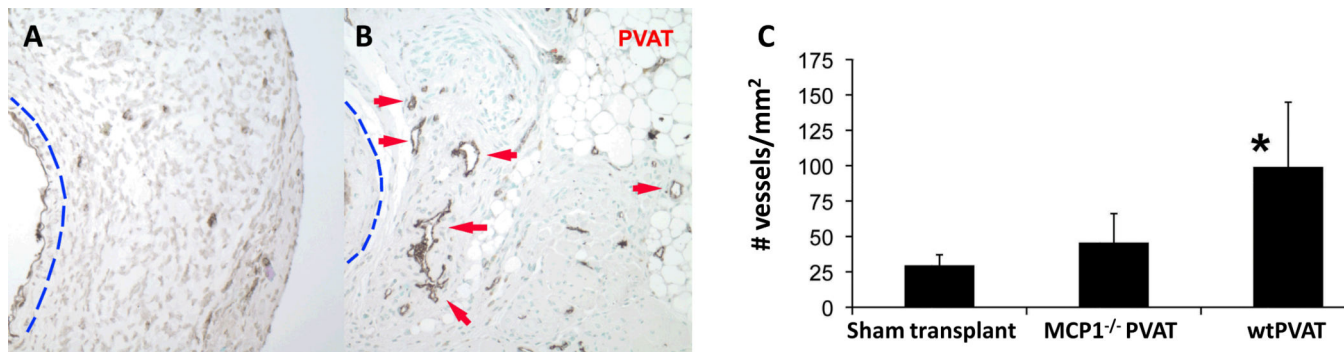 A
B
PVAT
C
# vessels/mm²
175
150
125
100
75
50
25
0
*
Sham transplant
MCP1⁻/⁻ PVAT
wtPVAT